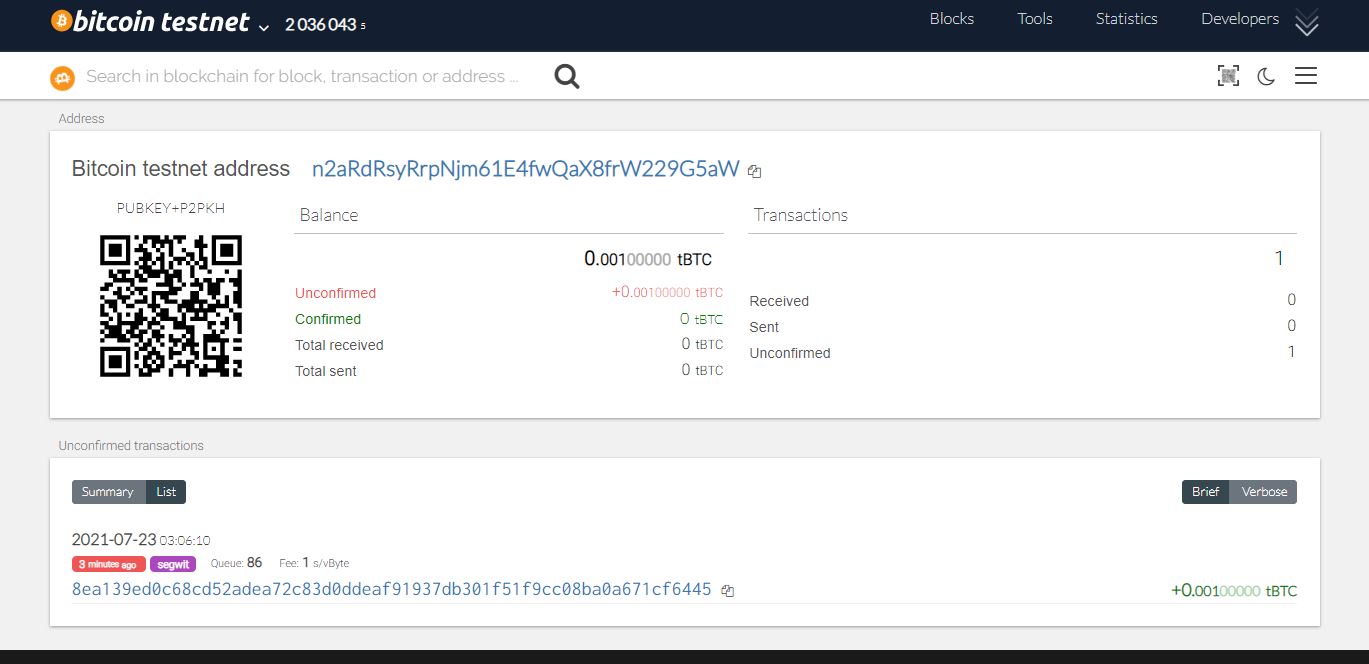 bitcoin testnet 2 036 043 5 Blocks Tools Statistics Developers
Search in blockchain for block, transaction or address ...
Address
Bitcoin testnet address n2aRdRsyRrpNjm61E4fwQaX8frW229G5aW
PUBKEY+P2PKH
Balance
0.00100000 tBTC
Unconfirmed +0.00100000 tBTC
Confirmed 0 tBTC
Total received 0 tBTC
Total sent 0 tBTC
Transactions
1
Received 0
Sent 0
Unconfirmed 1
Unconfirmed transactions
Summary List Brief Verbose
2021-07-23 03:06:10
3 minutes ago segwit Queue: 86 Fee: 1 s/vByte
8ea139ed0c68cd52adea72c83d0ddeaf91937db301f51f9cc08ba0a671cf6445 +0.00100000 tBTC